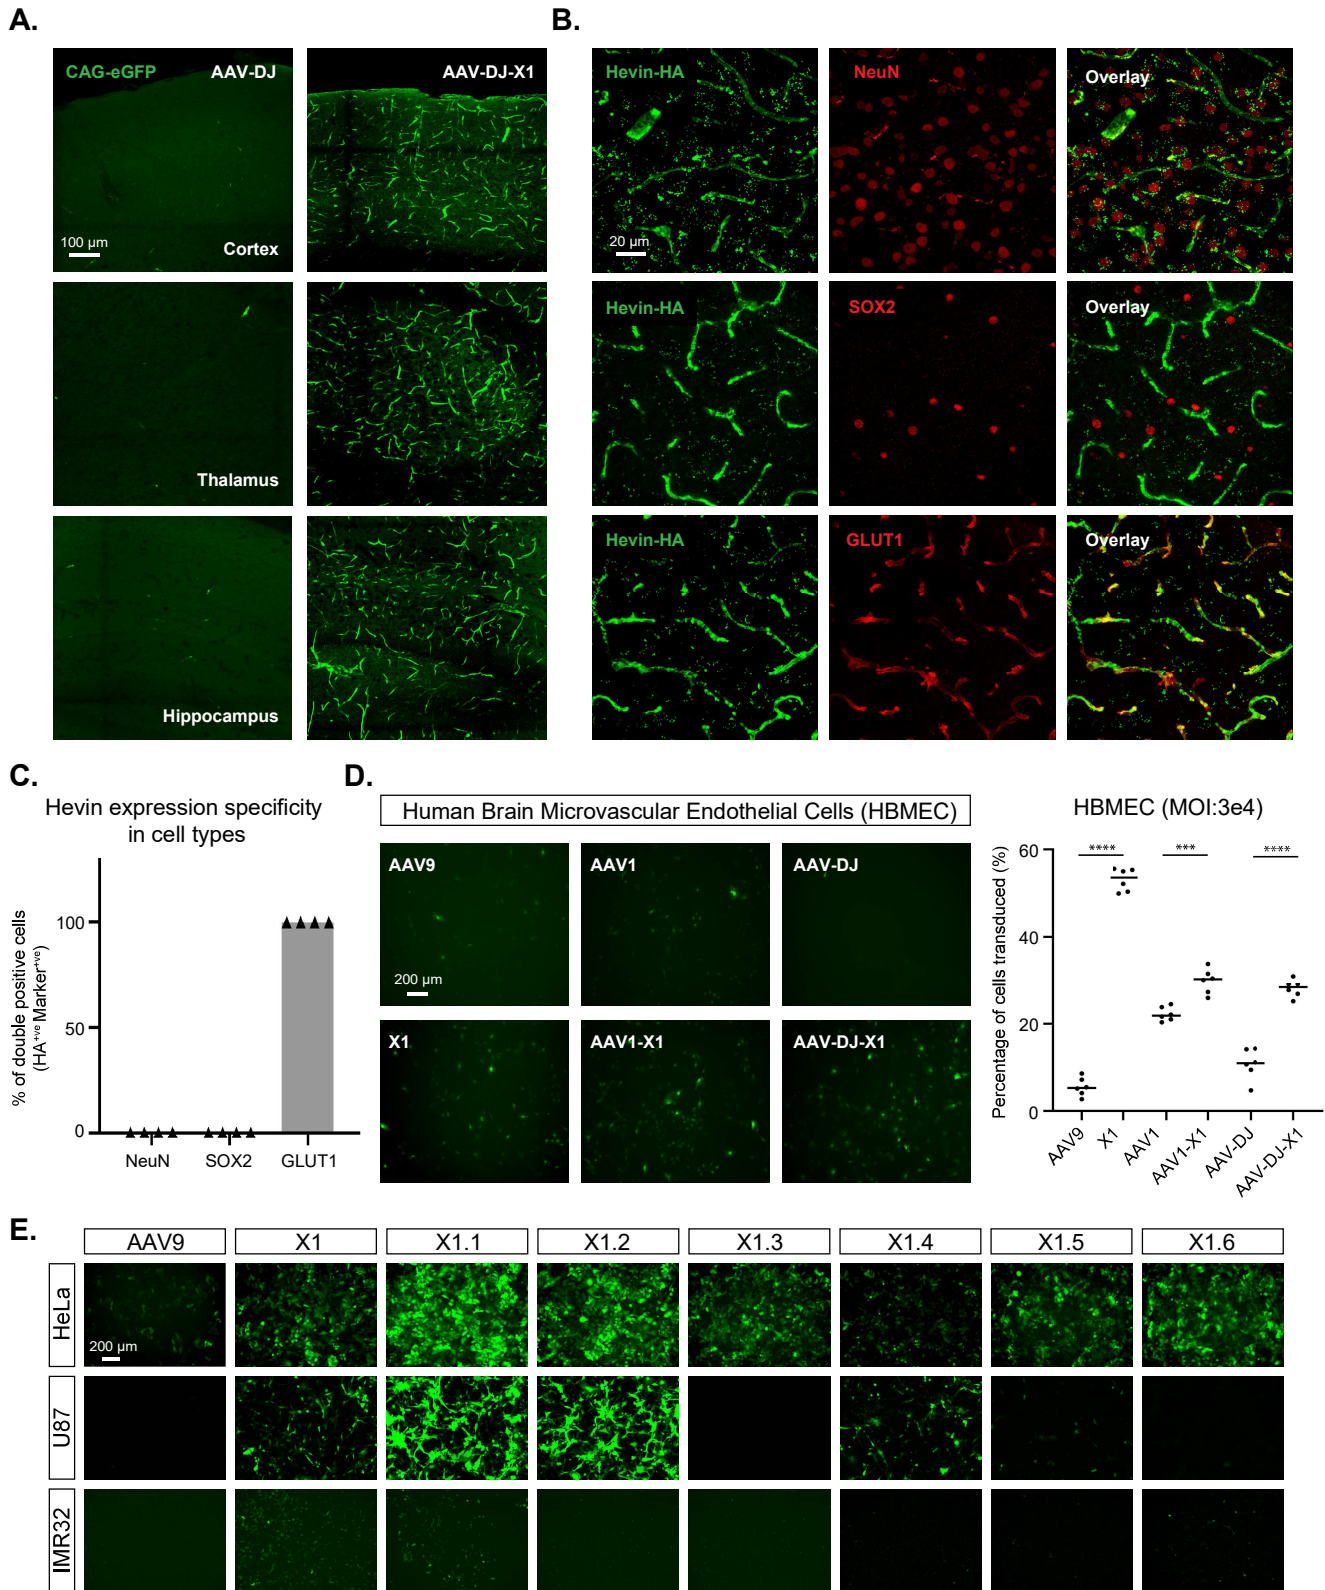 A.
CAG-eGFP
AAV-DJ
AAV-DJ-X1
100 µm
Cortex
Thalamus
Hippocampus
B.
Hevin-HA
NeuN
Overlay
20 µm
Hevin-HA
SOX2
Overlay
Hevin-HA
GLUT1
Overlay
C.
Hevin expression specificity
in cell types
% of double positive cells
(HA+ve Marker+ve)
100
50
0
NeuN
SOX2
GLUT1
D.
Human Brain Microvascular Endothelial Cells (HBMEC)
AAV9
AAV1
AAV-DJ
200 µm
X1
AAV1-X1
AAV-DJ-X1
HBMEC (MOI:3e4)
Percentage of cells transduced (%)
60
40
20
0
****
***
****
AAV9
X1
AAV1
AAV1-X1
AAV-DJ
AAV-DJ-X1
E.
AAV9
X1
X1.1
X1.2
X1.3
X1.4
X1.5
X1.6
HeLa
200 µm
U87
IMR32